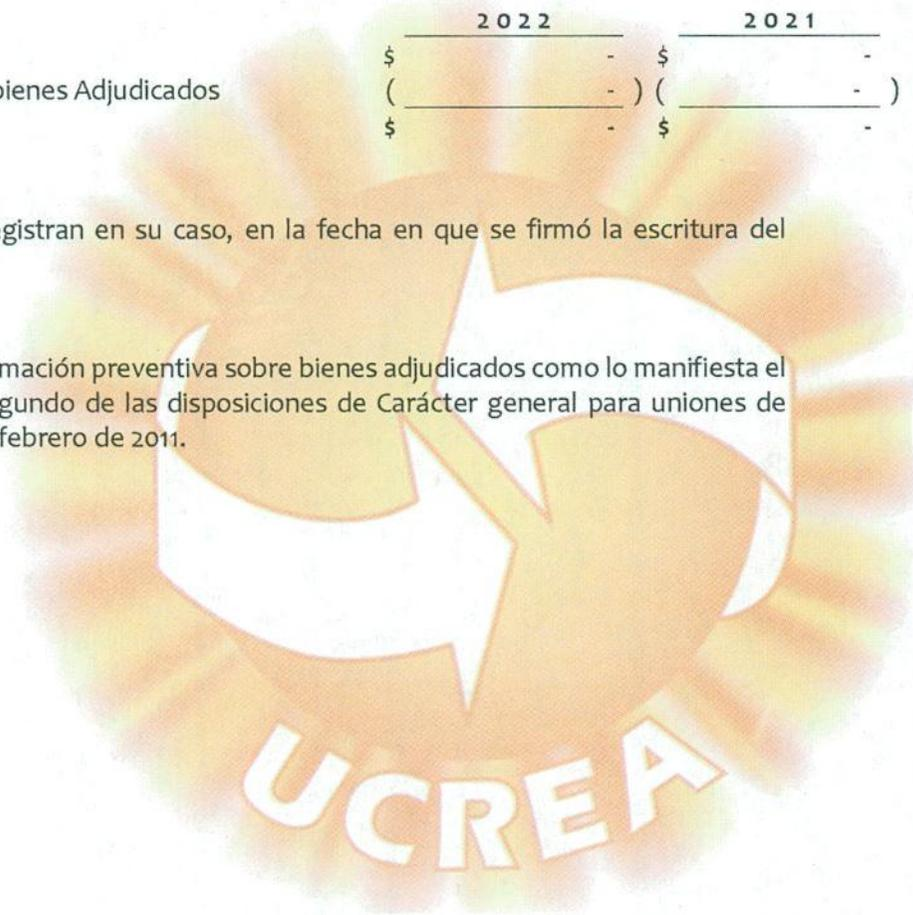 2022 2021
$ - $ -
bienes Adjudicados ( - ) ( - )
$ - $ -
gistran en su caso, en la fecha en que se firmó la escritura del
mación preventiva sobre bienes adjudicados como lo manifiesta el
gundo de las disposiciones de Carácter general para uniones de
febrero de 2011.
UCREA